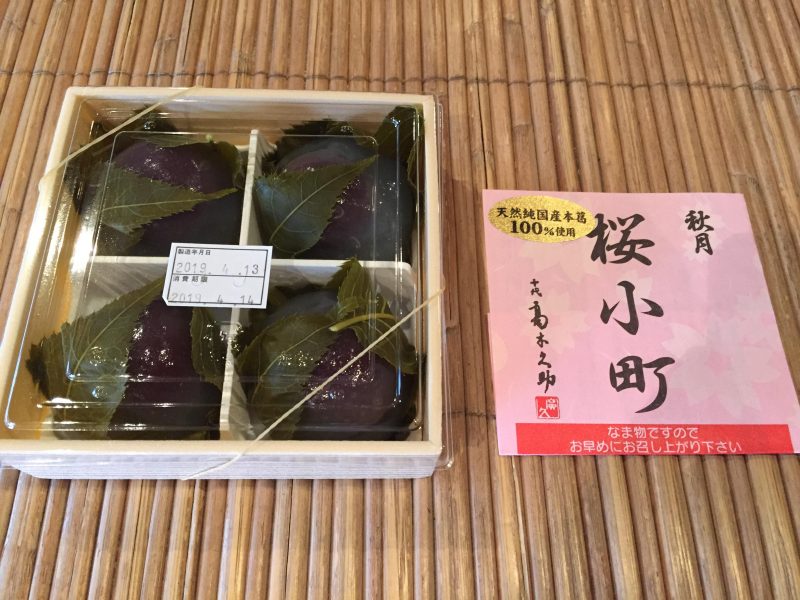 製造年月日
2019. 4. 13
消費期限
2019. 4. 14
天然純国産本葛
100%使用
秋月
桜小町
十代 高木久助
なま物ですので
お早めにお召し上がり下さい